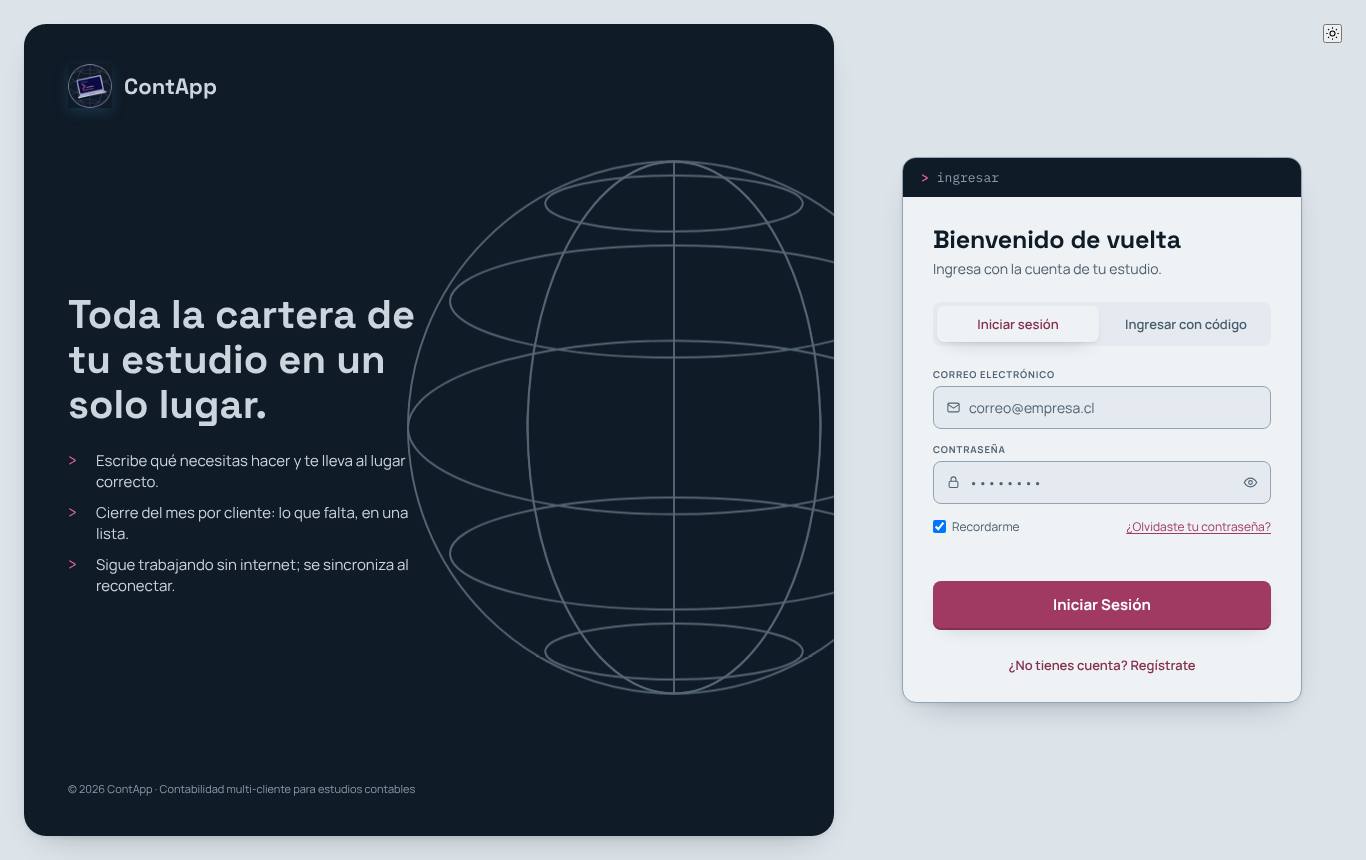 ContApp
Toda la cartera de
tu estudio en un
solo lugar.
> Escribe qué necesitas hacer y te lleva al lugar
correcto.
> Cierre del mes por cliente: lo que falta, en una
lista.
> Sigue trabajando sin internet; se sincroniza al
reconectar.
© 2026 ContApp · Contabilidad multi-cliente para estudios contables
> ingresar
Bienvenido de vuelta
Ingresa con la cuenta de tu estudio.
Iniciar sesión
Ingresar con código
CORREO ELECTRÓNICO
correo@empresa.cl
CONTRASEÑA
••••••••
Recordarme
¿Olvidaste tu contraseña?
Iniciar Sesión
¿No tienes cuenta? Regístrate